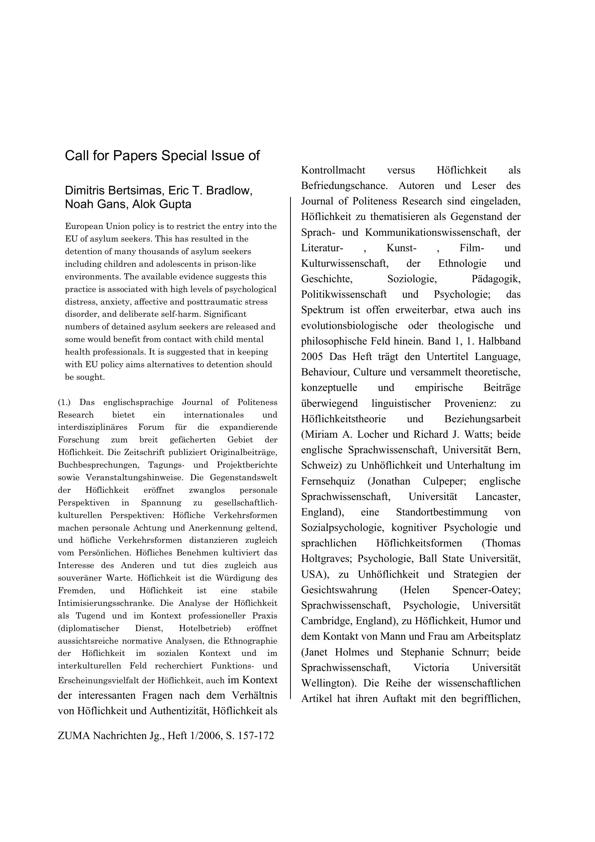 Call for Papers Special Issue of
Dimitris Bertsimas, Eric T. Bradlow,
Noah Gans, Alok Gupta
European Union policy is to restrict the entry into the
EU of asylum seekers. This has resulted in the
detention of many thousands of asylum seekers
including children and adolescents in prison-like
environments. The available evidence suggests this
practice is associated with high levels of psychological
distress, anxiety, affective and posttraumatic stress
disorder, and deliberate self-harm. Significant
numbers of detained asylum seekers are released and
some would benefit from contact with child mental
health professionals. It is suggested that in keeping
with EU policy aims alternatives to detention should
be sought.
(1.) Das englischsprachige Journal of Politeness
Research bietet ein internationales und
interdisziplinäres Forum für die expandierende
Forschung zum breit gefächerten Gebiet der
Höflichkeit. Die Zeitschrift publiziert Originalbeiträge,
Buchbesprechungen, Tagungs- und Projektberichte
sowie Veranstaltungshinweise. Die Gegenstandswelt
der Höflichkeit eröffnet zwanglos personale
Perspektiven in Spannung zu gesellschaftlich-
kulturellen Perspektiven: Höfliche Verkehrsformen
machen personale Achtung und Anerkennung geltend,
und höfliche Verkehrsformen distanzieren zugleich
vom Persönlichen. Höfliches Benehmen kultiviert das
Interesse des Anderen und tut dies zugleich aus
souveräner Warte. Höflichkeit ist die Würdigung des
Fremden, und Höflichkeit ist eine stabile
Intimisierungsschranke. Die Analyse der Höflichkeit
als Tugend und im Kontext professioneller Praxis
(diplomatischer Dienst, Hotelbetrieb) eröffnet
aussichtsreiche normative Analysen, die Ethnographie
der Höflichkeit im sozialen Kontext und im
interkulturellen Feld recherchiert Funktions- und
Erscheinungsvielfalt der Höflichkeit, auch im Kontext
der interessanten Fragen nach dem Verhältnis
von Höflichkeit und Authentizität, Höflichkeit als
Kontrollmacht versus Höflichkeit als
Befriedungschance. Autoren und Leser des
Journal of Politeness Research sind eingeladen,
Höflichkeit zu thematisieren als Gegenstand der
Sprach- und Kommunikationswissenschaft, der
Literatur- , Kunst- , Film- und
Kulturwissenschaft, der Ethnologie und
Geschichte, Soziologie, Pädagogik,
Politikwissenschaft und Psychologie; das
Spektrum ist offen erweiterbar, etwa auch ins
evolutionsbiologische oder theologische und
philosophische Feld hinein. Band 1, 1. Halbband
2005 Das Heft trägt den Untertitel Language,
Behaviour, Culture und versammelt theoretische,
konzeptuelle und empirische Beiträge
überwiegend linguistischer Provenienz: zu
Höflichkeitstheorie und Beziehungsarbeit
(Miriam A. Locher und Richard J. Watts; beide
englische Sprachwissenschaft, Universität Bern,
Schweiz) zu Unhöflichkeit und Unterhaltung im
Fernsehquiz (Jonathan Culpeper; englische
Sprachwissenschaft, Universität Lancaster,
England), eine Standortbestimmung von
Sozialpsychologie, kognitiver Psychologie und
sprachlichen Höflichkeitsformen (Thomas
Holtgraves; Psychologie, Ball State Universität,
USA), zu Unhöflichkeit und Strategien der
Gesichtswahrung (Helen Spencer-Oatey;
Sprachwissenschaft, Psychologie, Universität
Cambridge, England), zu Höflichkeit, Humor und
dem Kontakt von Mann und Frau am Arbeitsplatz
(Janet Holmes und Stephanie Schnurr; beide
Sprachwissenschaft, Victoria Universität
Wellington). Die Reihe der wissenschaftlichen
Artikel hat ihren Auftakt mit den begrifflichen,
ZUMA Nachrichten Jg., Heft 1/2006, S. 157-172